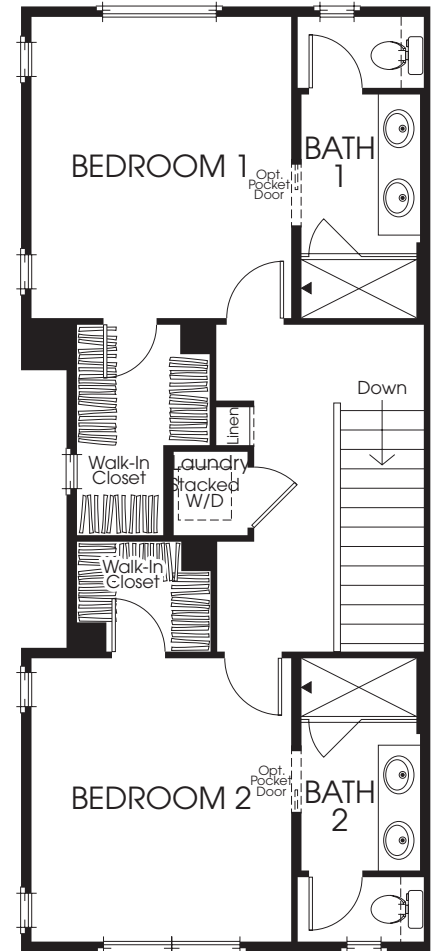 BEDROOM 1
Opt.
Pocket
Door
BATH
1
Down
Linen
Walk-In
Closet
Laundry
Stacked
W/D
Walk-In
Closet
BEDROOM 2
Opt.
Pocket
Door
BATH
2